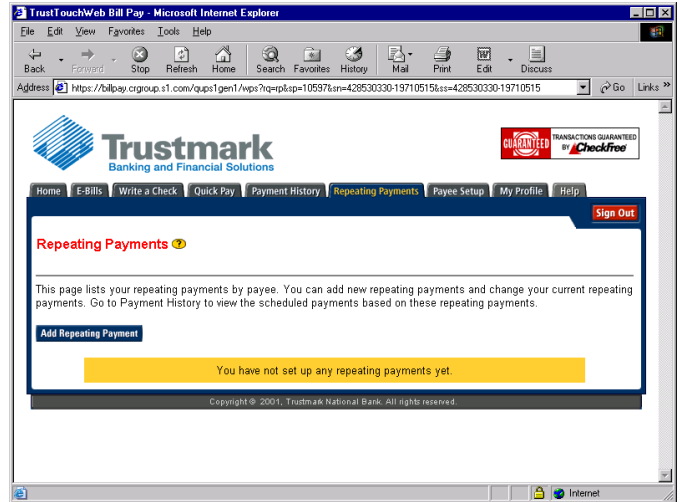 TrustTouchWeb Bill Pay - Microsoft Internet Explorer
File Edit View Favorites Tools Help
Back Forward Stop Refresh Home Search Favorites History Mail Print Edit Discuss
Address https://billpay.crgroup.s1.com/qups1gen1/wps?rq=rp&sp=10597&sn=428530330-19710515&ss=428530330-19710515 Go Links »
Trustmark
Banking and Financial Solutions
GUARANTEED TRANSACTIONS GUARANTEED
BY CheckFree
Home E-Bills Write a Check Quick Pay Payment History Repeating Payments Payee Setup My Profile Help
Sign Out
Repeating Payments ?
This page lists your repeating payments by payee. You can add new repeating payments and change your current repeating
payments. Go to Payment History to view the scheduled payments based on these repeating payments.
Add Repeating Payment
You have not set up any repeating payments yet.
Copyright © 2001, Trustmark National Bank. All rights reserved.
Internet